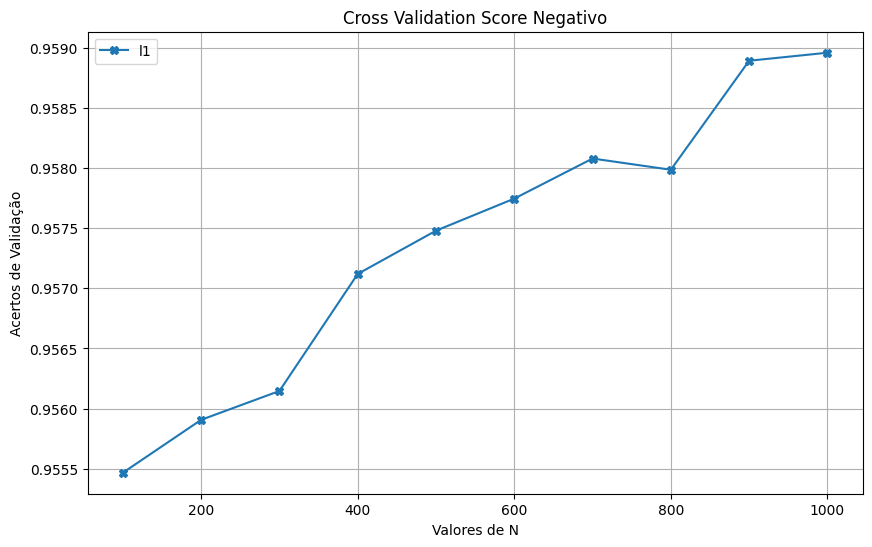 Cross Validation Score Negativo
l1
Acertos de Validação
0.9590
0.9585
0.9580
0.9575
0.9570
0.9565
0.9560
0.9555
200 400 600 800 1000
Valores de N